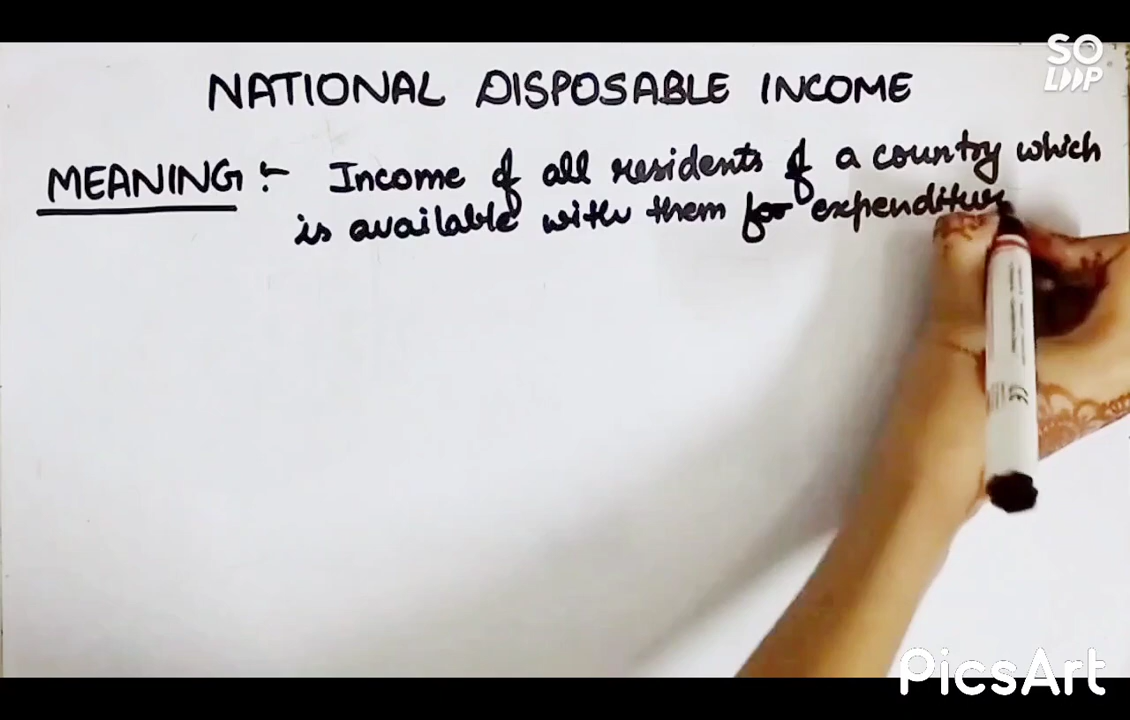 SO
LOOP
NATIONAL DISPOSABLE INCOME
MEANING :- Income of all residents of a country which
is available with them for expenditure
PicsArt